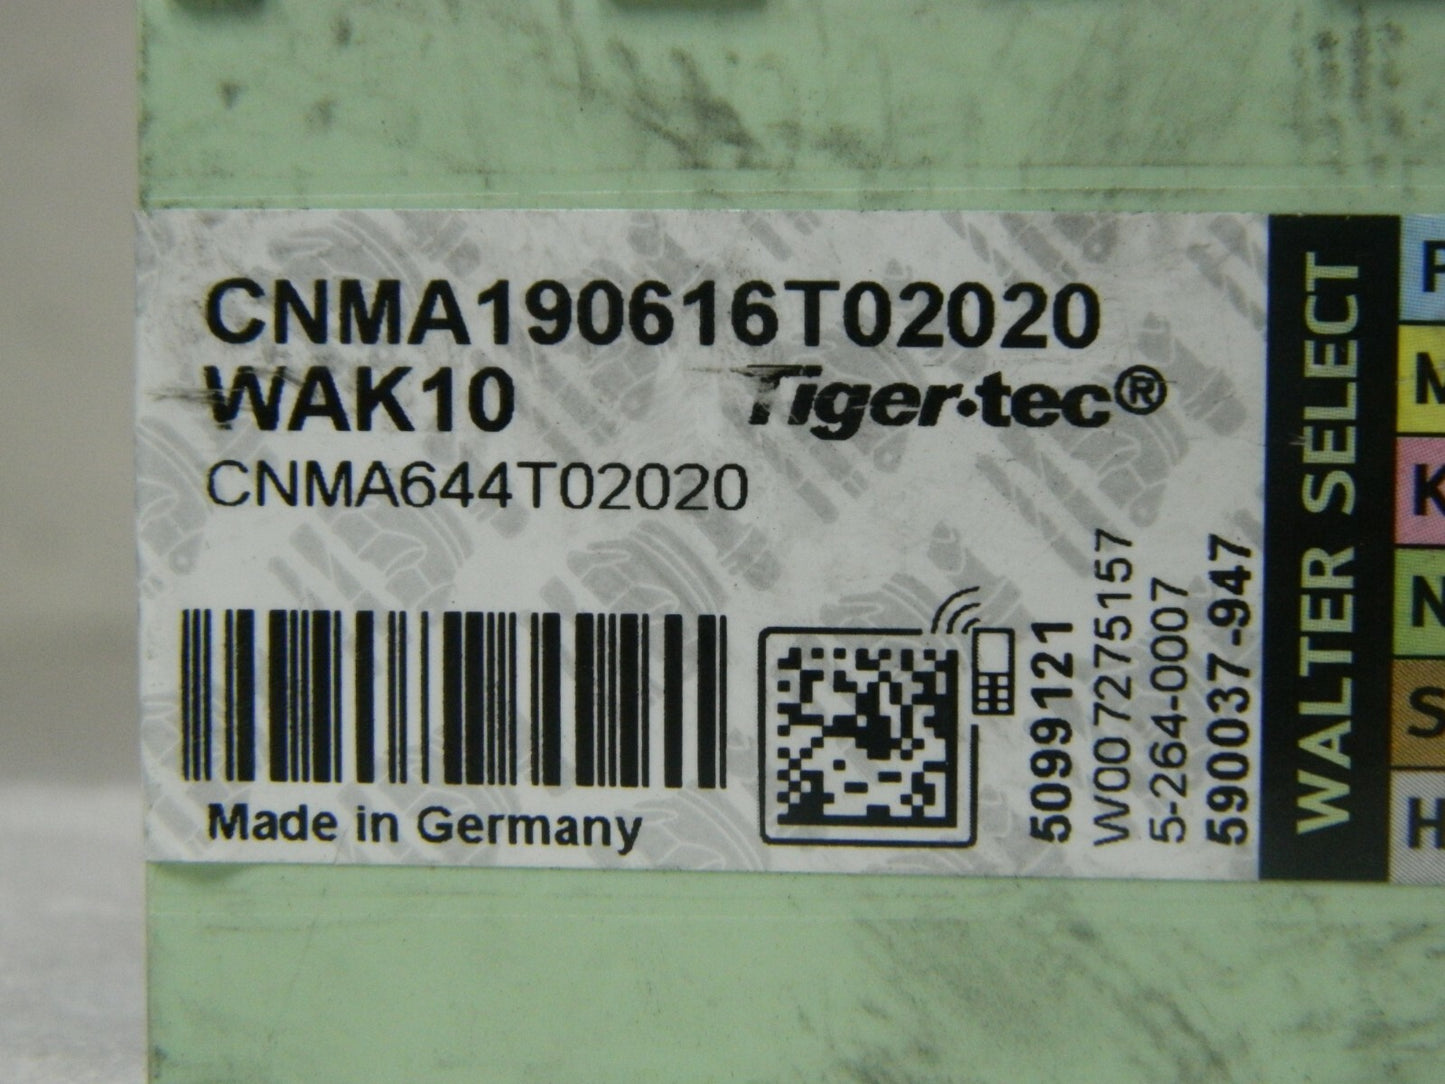 CNMA190616T02020
WAK10 Tiger·tec®
CNMA644T02020
Made in Germany
5099121
W007275157
5-264-0007
590037-947
WALTER SELECT
P
M
K
N
S
H